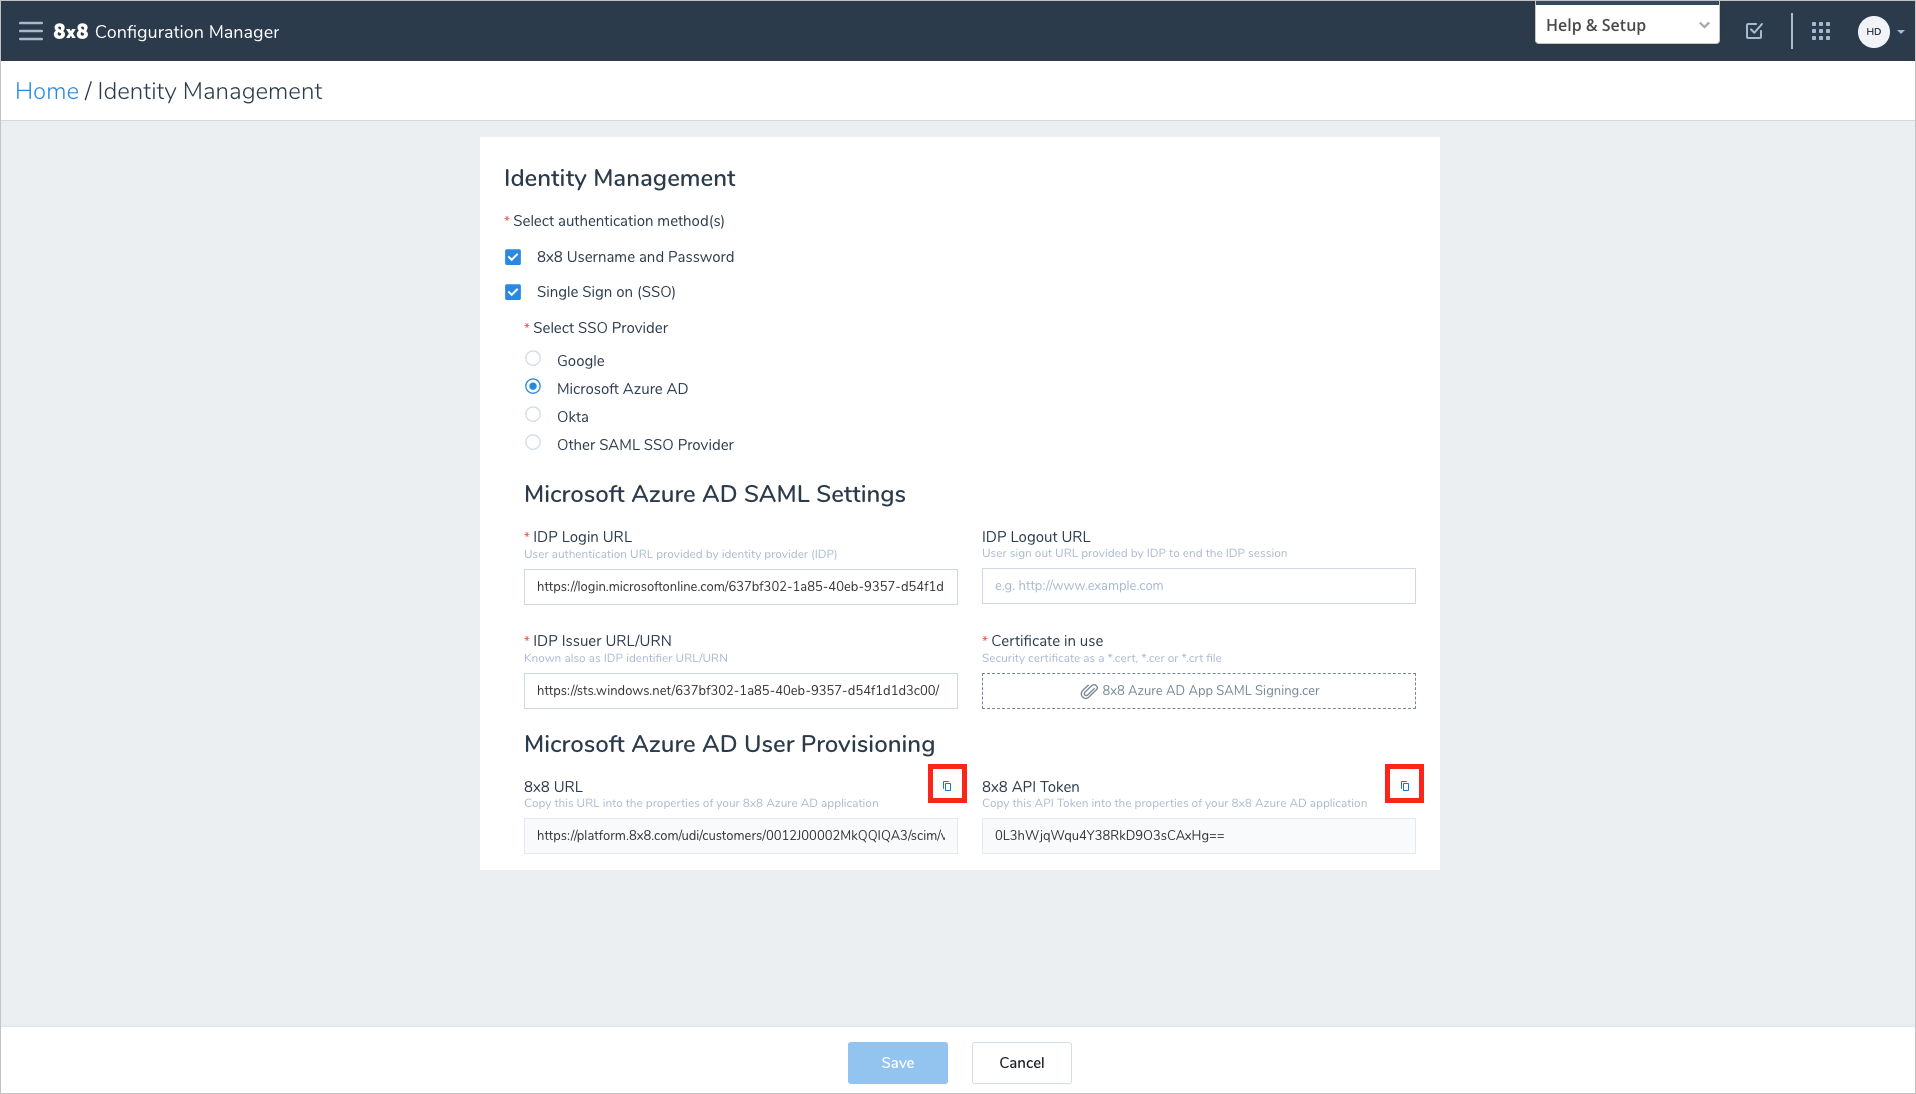 8x8 Configuration Manager
Help & Setup
HD
Home / Identity Management
Identity Management
* Select authentication method(s)
8x8 Username and Password
Single Sign on (SSO)
* Select SSO Provider
Google
Microsoft Azure AD
Okta
Other SAML SSO Provider
Microsoft Azure AD SAML Settings
* IDP Login URL
User authentication URL provided by identity provider (IDP)
https://login.microsoftonline.com/637bf302-1a85-40eb-9357-d54f1d
IDP Logout URL
User sign out URL provided by IDP to end the IDP session
e.g. http://www.example.com
* IDP Issuer URL/URN
Known also as IDP identifier URL/URN
https://sts.windows.net/637bf302-1a85-40eb-9357-d54f1d1d3c00/
* Certificate in use
Security certificate as a *.cert, *.cer or *.crt file
8x8 Azure AD App SAML Signing.cer
Microsoft Azure AD User Provisioning
8x8 URL
Copy this URL into the properties of your 8x8 Azure AD application
https://platform.8x8.com/udi/customers/0012J00002MkQQIQA3/scim/
8x8 API Token
Copy this API Token into the properties of your 8x8 Azure AD application
0L3hWjqWqu4Y38RkD9O3sCAxHg==
Save
Cancel